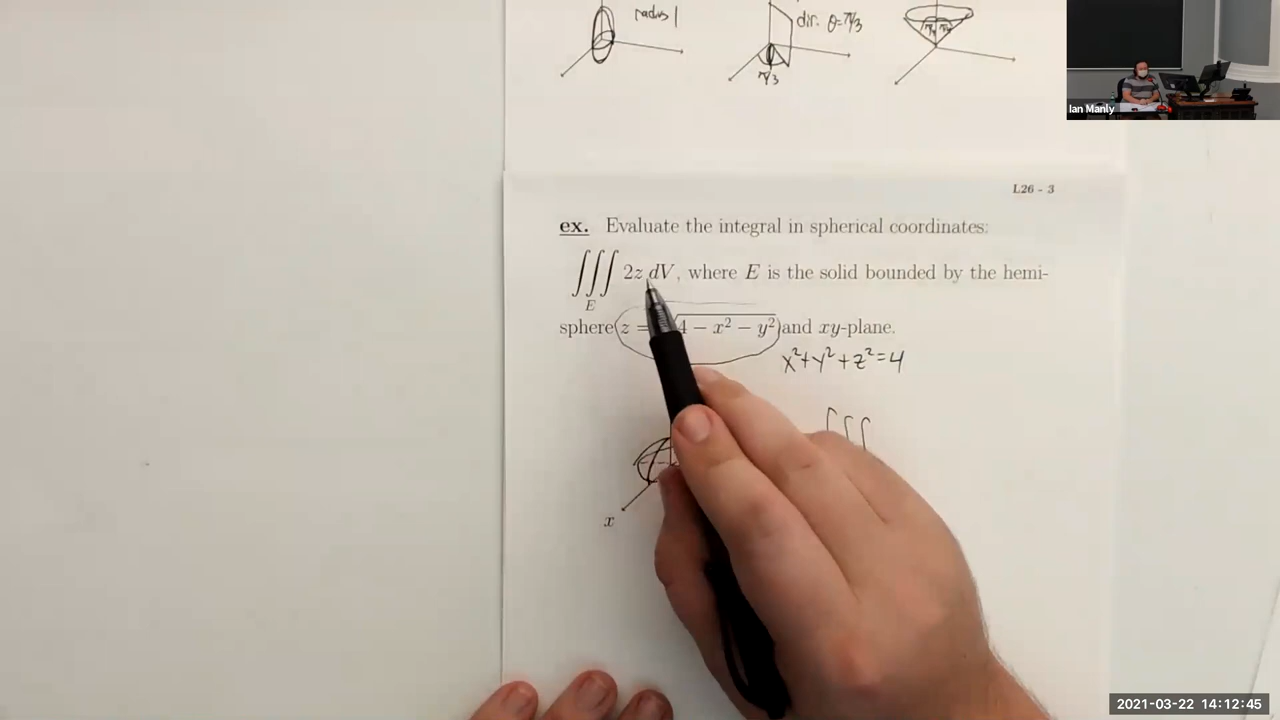 radius 1
dir. θ=π/3
π/3
Ian Manly
L26 - 3
ex. Evaluate the integral in spherical coordinates:
∭ 2z dV, where E is the solid bounded by the hemi-
E
sphere z = √4 − x² − y² and xy-plane.
x²+y²+z²=4
∫∫∫
x
2021-03-22 14:12:45